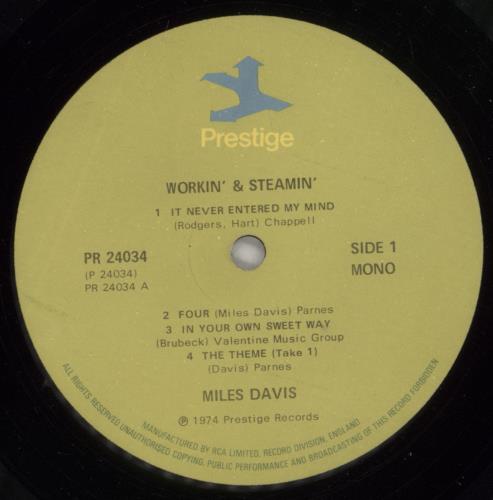 Prestige
WORKIN' & STEAMIN'
1 IT NEVER ENTERED MY MIND
(Rodgers, Hart) Chappell
PR 24034
(P 24034)
PR 24034 A
SIDE 1
MONO
2 FOUR (Miles Davis) Parnes
3 IN YOUR OWN SWEET WAY
(Brubeck) Valentine Music Group
4 THE THEME (Take 1)
(Davis) Parnes
MILES DAVIS
℗ 1974 Prestige Records
MANUFACTURED BY RCA LIMITED, RECORD DIVISION, ENGLAND
ALL RIGHTS RESERVED UNAUTHORISED COPYING, PUBLIC PERFORMANCE AND BROADCASTING OF THIS RECORD FORBIDDEN